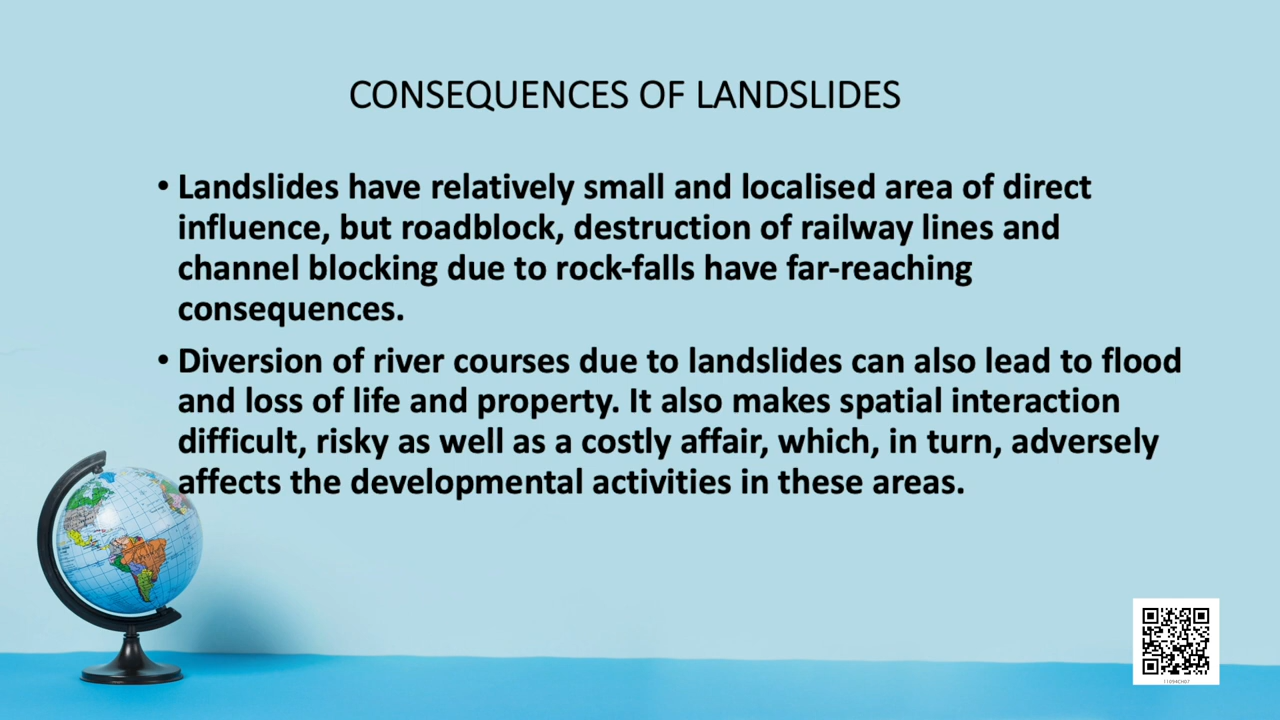 CONSEQUENCES OF LANDSLIDES
• Landslides have relatively small and localised area of direct
influence, but roadblock, destruction of railway lines and
channel blocking due to rock-falls have far-reaching
consequences.
• Diversion of river courses due to landslides can also lead to flood
and loss of life and property. It also makes spatial interaction
difficult, risky as well as a costly affair, which, in turn, adversely
affects the developmental activities in these areas.